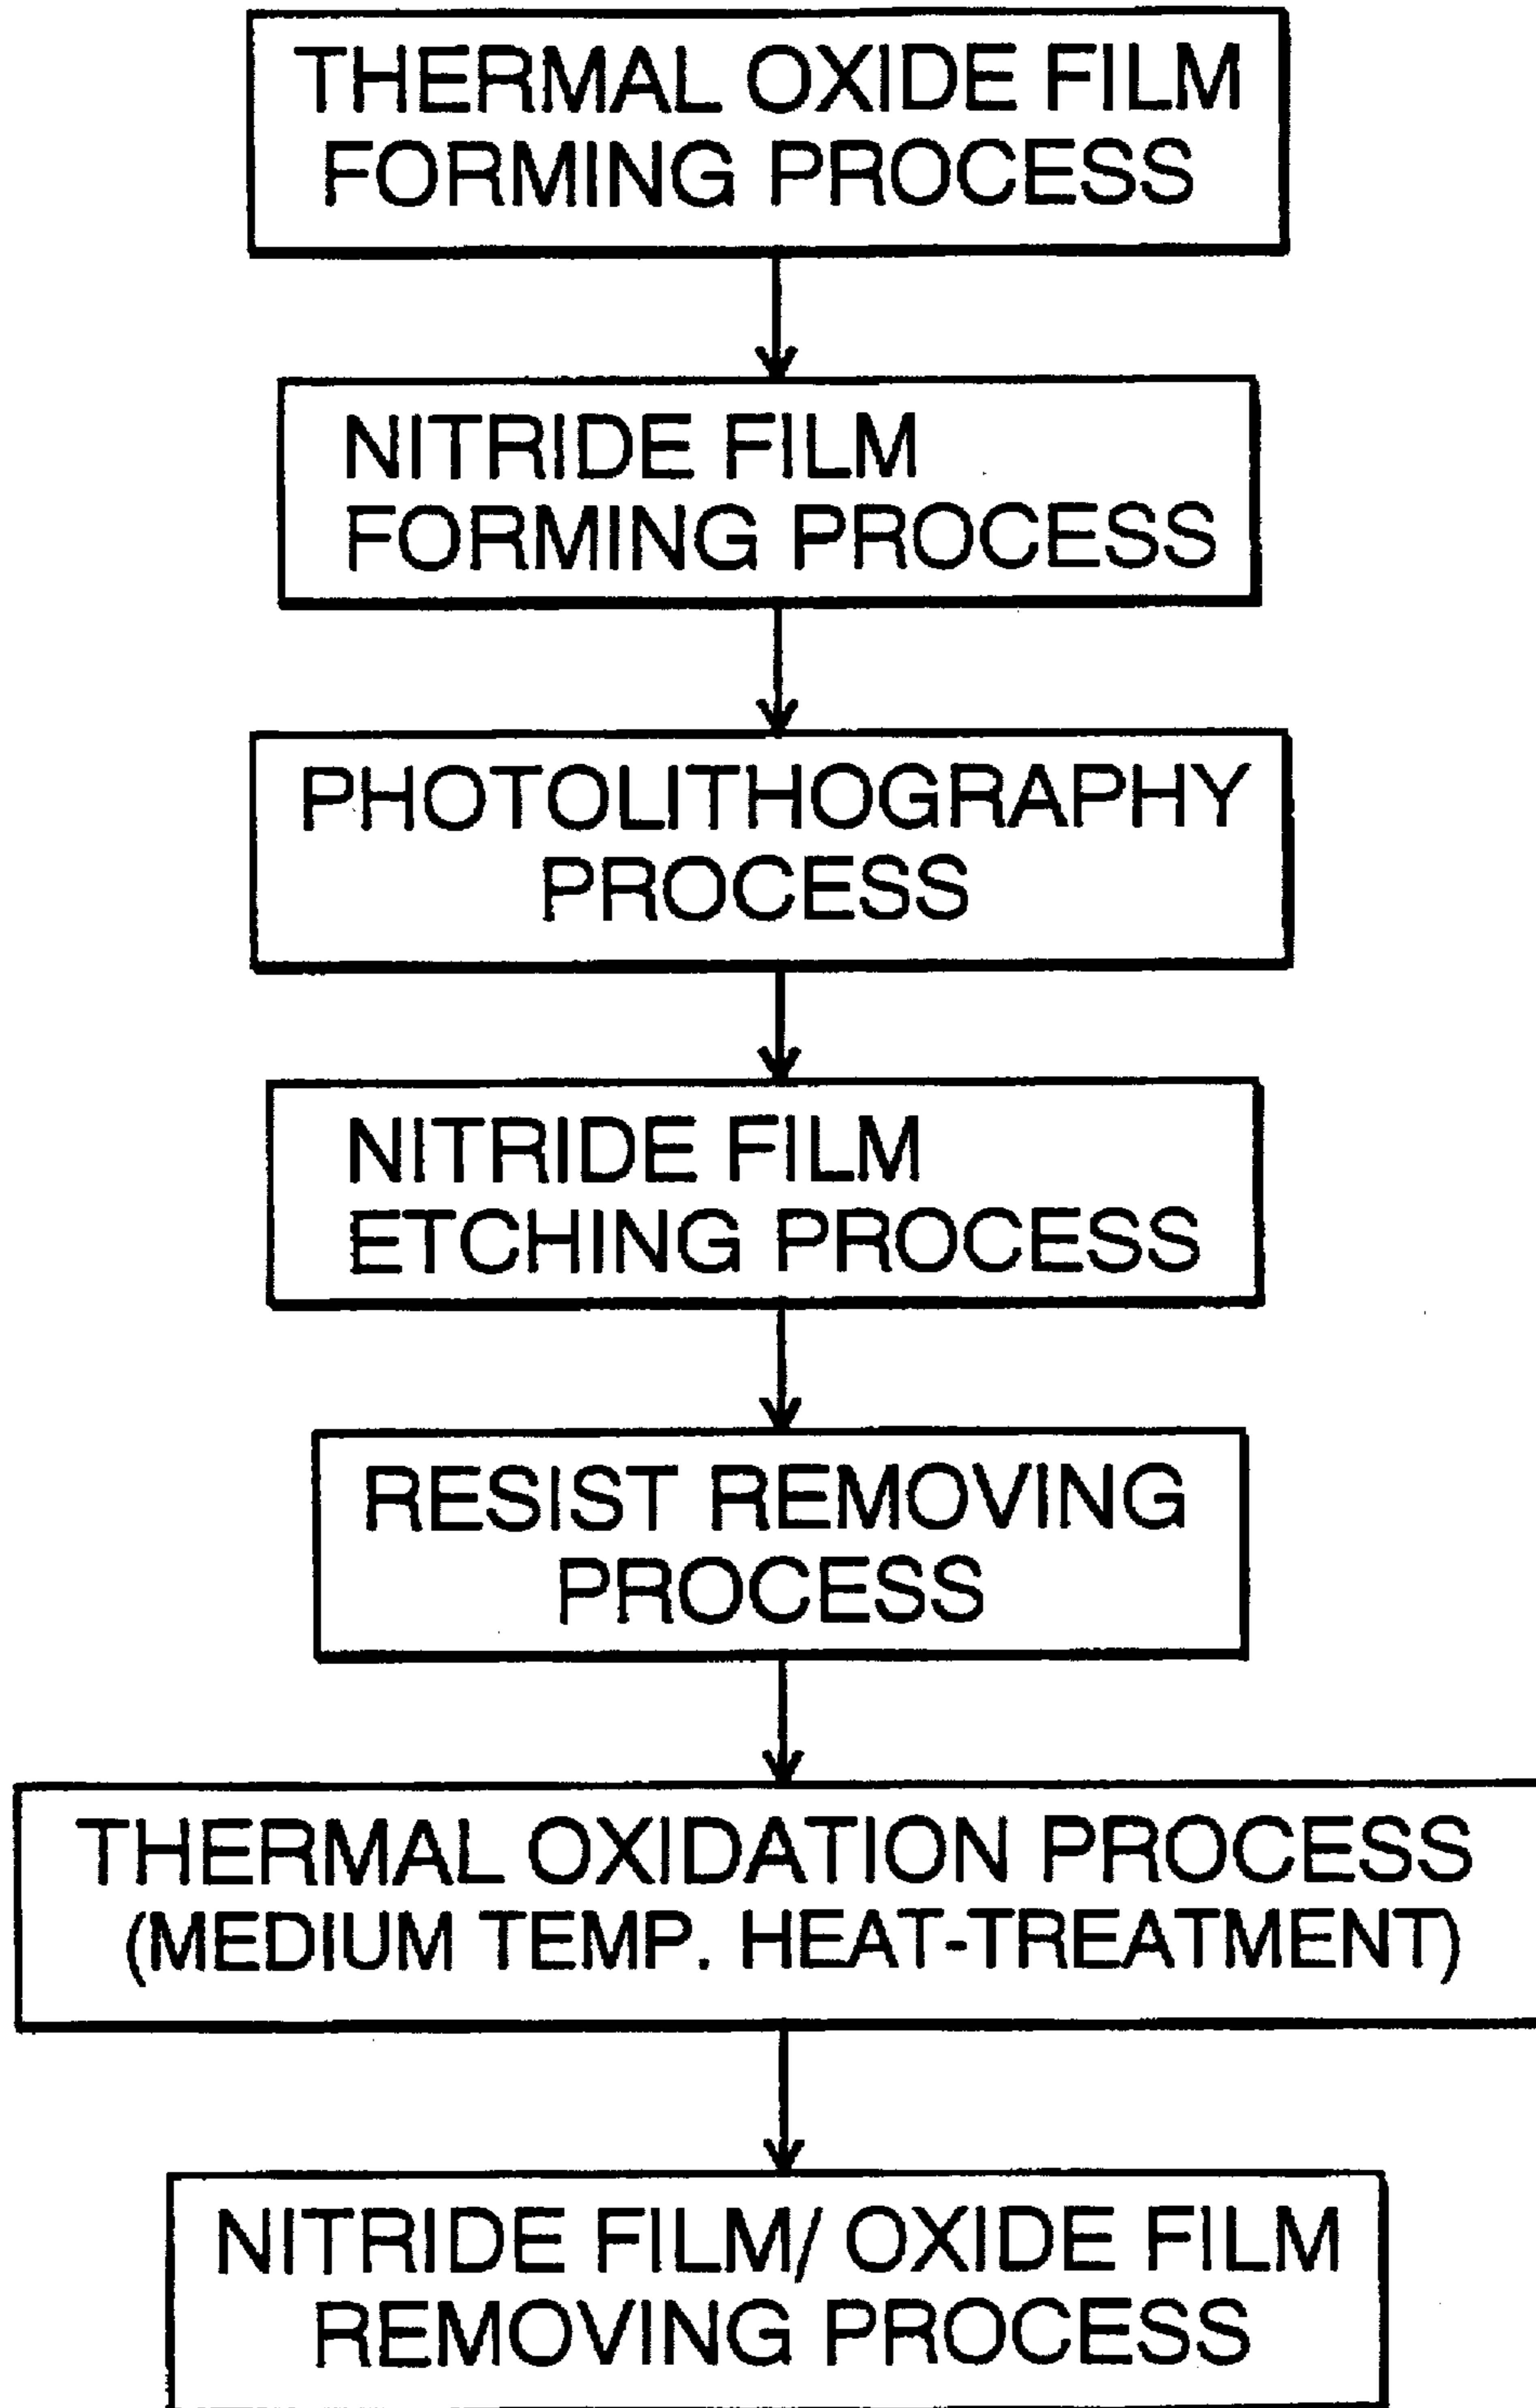 THERMAL OXIDE FILM
FORMING PROCESS
NITRIDE FILM
FORMING PROCESS
PHOTOLITHOGRAPHY
PROCESS
NITRIDE FILM
ETCHING PROCESS
RESIST REMOVING
PROCESS
THERMAL OXIDATION PROCESS
(MEDIUM TEMP. HEAT-TREATMENT)
NITRIDE FILM/ OXIDE FILM
REMOVING PROCESS